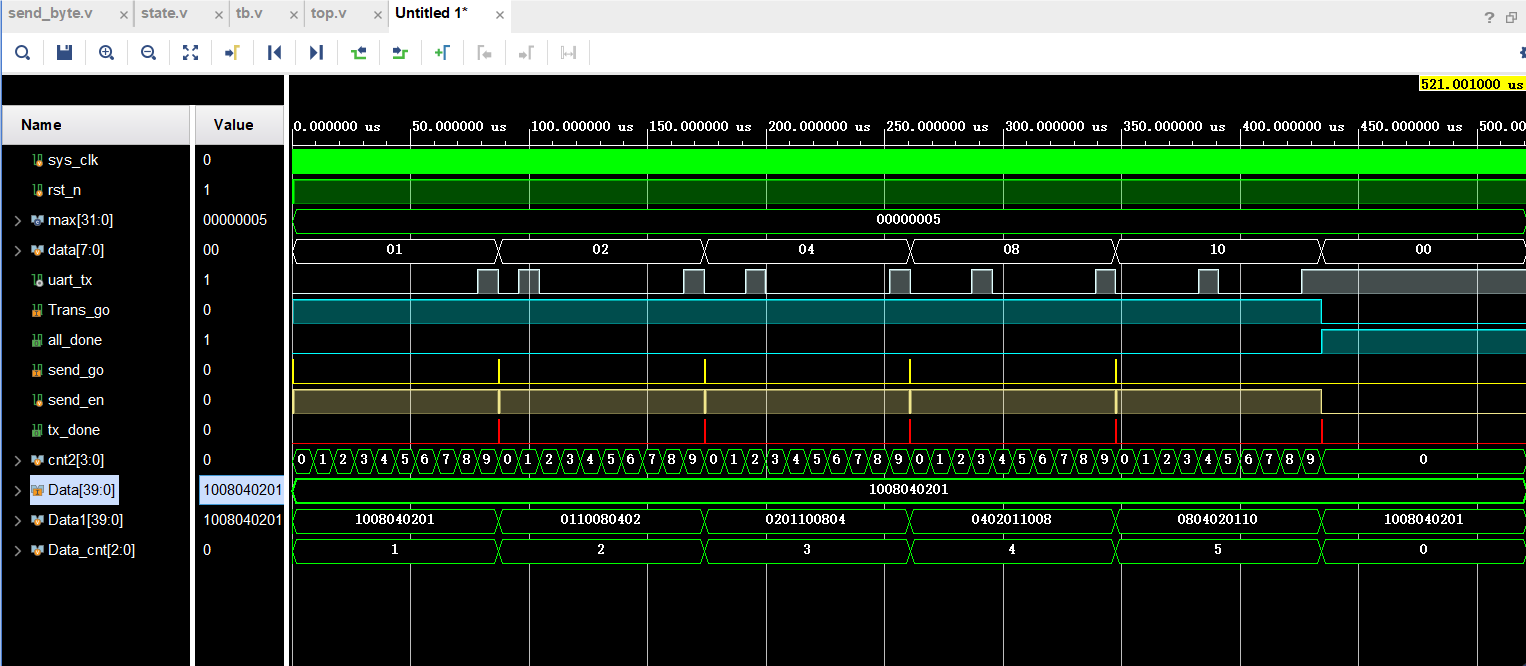 send_byte.v × state.v × tb.v × top.v × Untitled 1* × ?
521.001000 us
Name Value
0.000000 us 50.000000 us 100.000000 us 150.000000 us 200.000000 us 250.000000 us 300.000000 us 350.000000 us 400.000000 us 450.000000 us 500.00
sys_clk 0
rst_n 1
max[31:0] 00000005 00000005
data[7:0] 00 01 02 04 08 10 00
uart_tx 1
Trans_go 0
all_done 1
send_go 0
send_en 0
tx_done 0
cnt2[3:0] 0 0 1 2 3 4 5 6 7 8 9 0 1 2 3 4 5 6 7 8 9 0 1 2 3 4 5 6 7 8 9 0 1 2 3 4 5 6 7 8 9 0 1 2 3 4 5 6 7 8 9 0
Data[39:0] 1008040201 1008040201
Data1[39:0] 1008040201 1008040201 0110080402 0201100804 0402011008 0804020110 1008040201
Data_cnt[2:0] 0 1 2 3 4 5 0